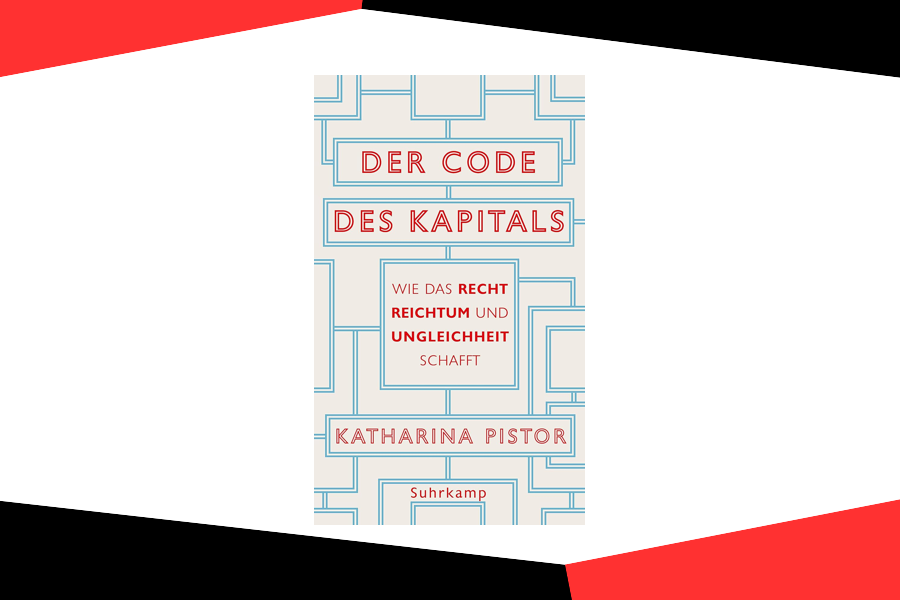 DER CODE
DES KAPITALS
WIE DAS RECHT
REICHTUM UND
UNGLEICHHEIT
SCHAFFT
KATHARINA PISTOR
Suhrkamp